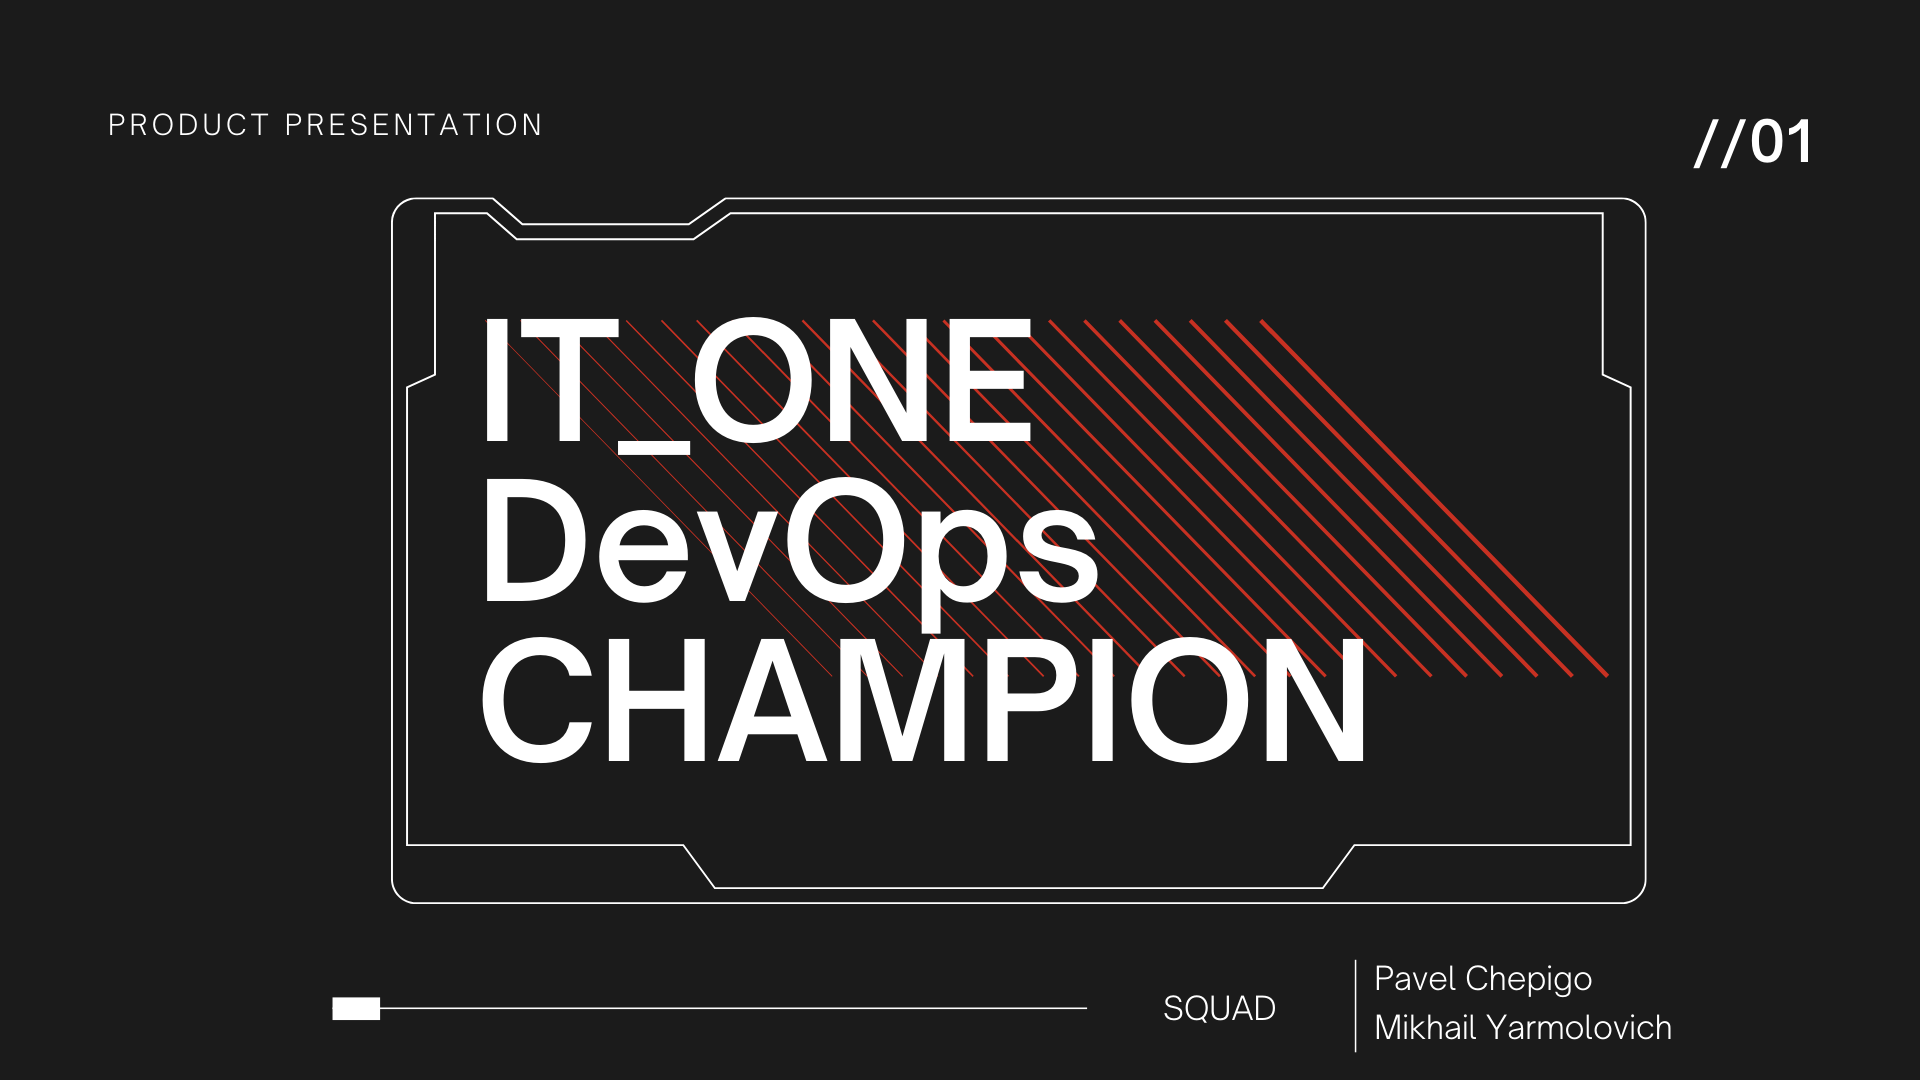 PRODUCT PRESENTATION
//01
IT_ONE
DevOps
CHAMPION
SQUAD
Pavel Chepigo
Mikhail Yarmolovich